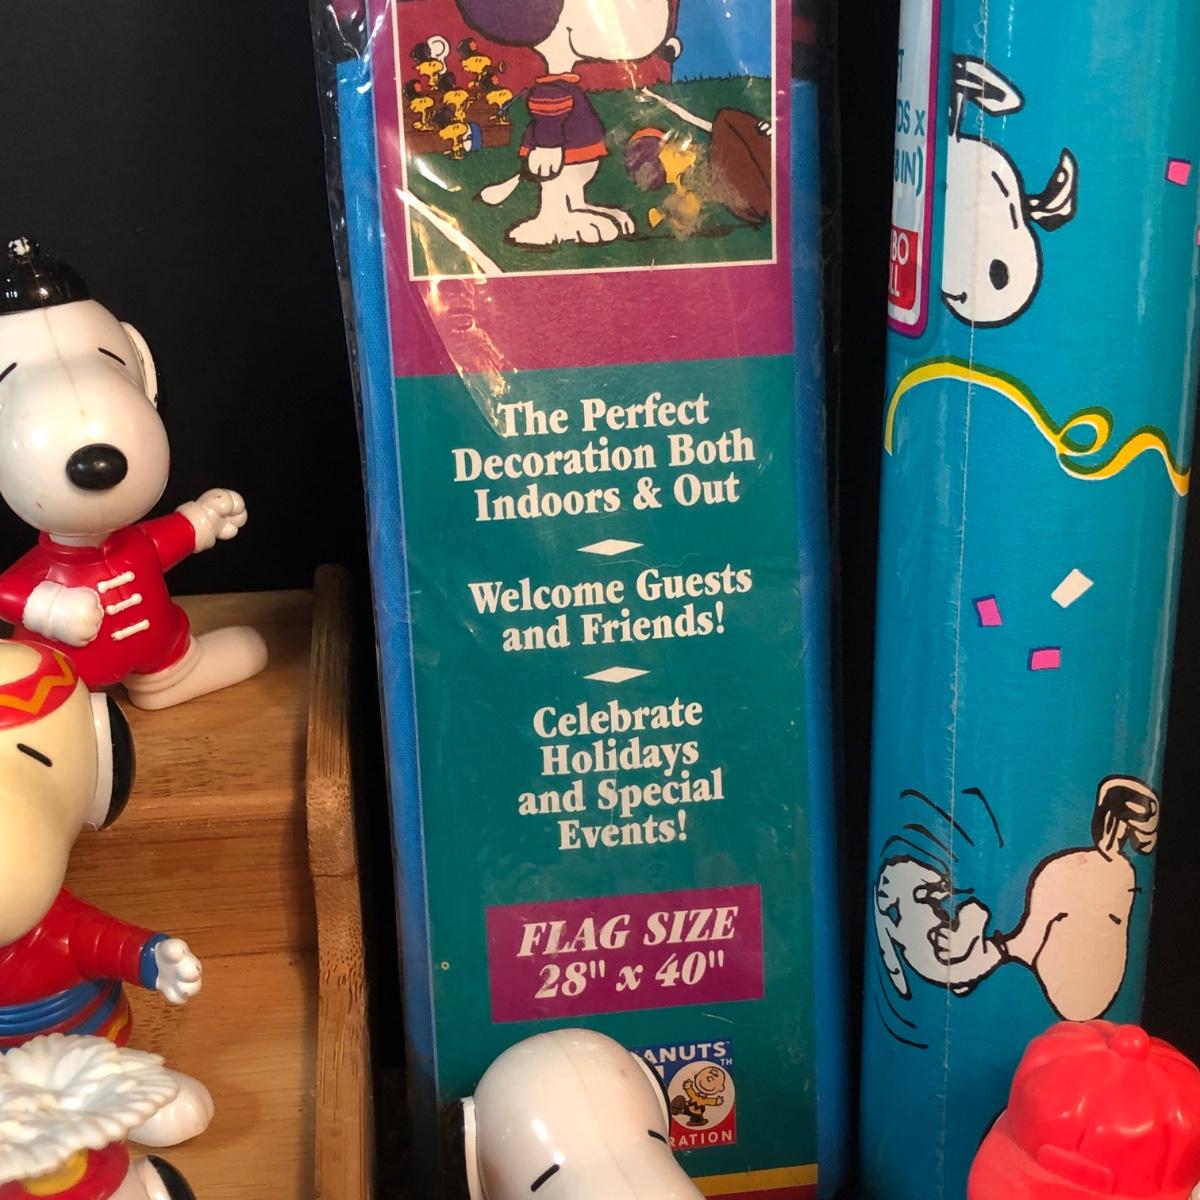 The Perfect
Decoration Both
Indoors & Out
Welcome Guests
and Friends!
Celebrate
Holidays
and Special
Events!
FLAG SIZE
28" x 40"